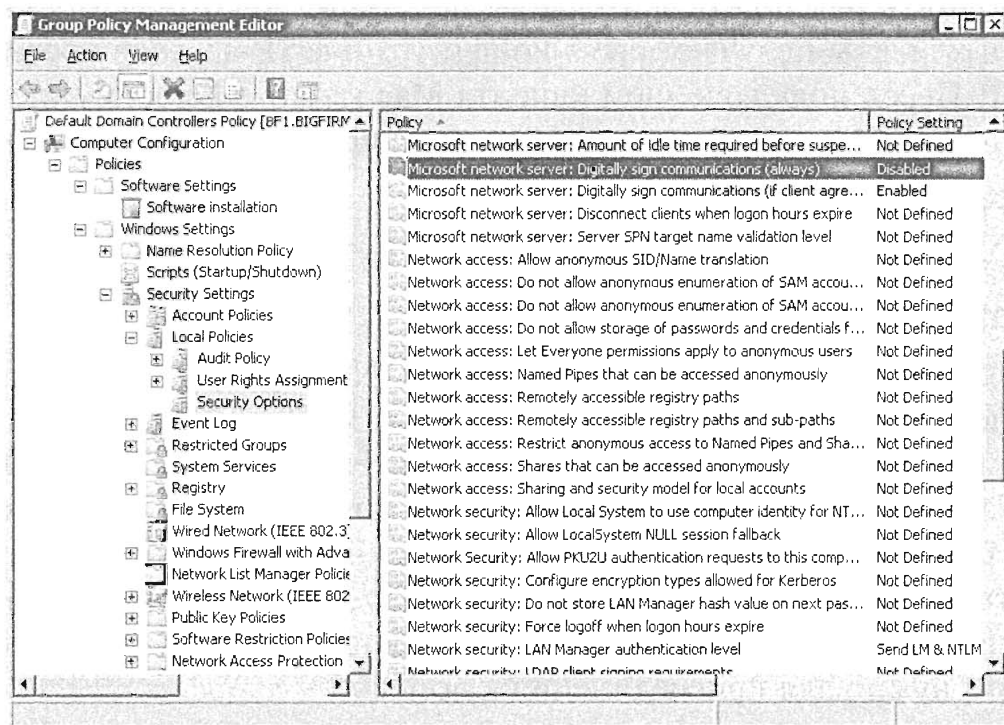 Group Policy Management Editor
File Action View Help
Default Domain Controllers Policy [BF1.BIGFIRM
Computer Configuration
Policies
Software Settings
Software installation
Windows Settings
Name Resolution Policy
Scripts (Startup/Shutdown)
Security Settings
Account Policies
Local Policies
Audit Policy
User Rights Assignment
Security Options
Event Log
Restricted Groups
System Services
Registry
File System
Wired Network (IEEE 802.3)
Windows Firewall with Adva
Network List Manager Policie
Wireless Network (IEEE 802
Public Key Policies
Software Restriction Policies
Network Access Protection
Policy Policy Setting
Microsoft network server: Amount of idle time required before suspe... Not Defined
Microsoft network server: Digitally sign communications (always) Disabled
Microsoft network server: Digitally sign communications (if client agre... Enabled
Microsoft network server: Disconnect clients when logon hours expire Not Defined
Microsoft network server: Server SPN target name validation level Not Defined
Network access: Allow anonymous SID/Name translation Not Defined
Network access: Do not allow anonymous enumeration of SAM accou... Not Defined
Network access: Do not allow anonymous enumeration of SAM accou... Not Defined
Network access: Do not allow storage of passwords and credentials f... Not Defined
Network access: Let Everyone permissions apply to anonymous users Not Defined
Network access: Named Pipes that can be accessed anonymously Not Defined
Network access: Remotely accessible registry paths Not Defined
Network access: Remotely accessible registry paths and sub-paths Not Defined
Network access: Restrict anonymous access to Named Pipes and Sha... Not Defined
Network access: Shares that can be accessed anonymously Not Defined
Network access: Sharing and security model for local accounts Not Defined
Network security: Allow Local System to use computer identity for NT... Not Defined
Network security: Allow LocalSystem NULL session fallback Not Defined
Network Security: Allow PKU2U authentication requests to this comp... Not Defined
Network security: Configure encryption types allowed for Kerberos Not Defined
Network security: Do not store LAN Manager hash value on next pas... Not Defined
Network security: Force logoff when logon hours expire Not Defined
Network security: LAN Manager authentication level Send LM & NTLM
Network security: LDAP client signing requirements Not Defined